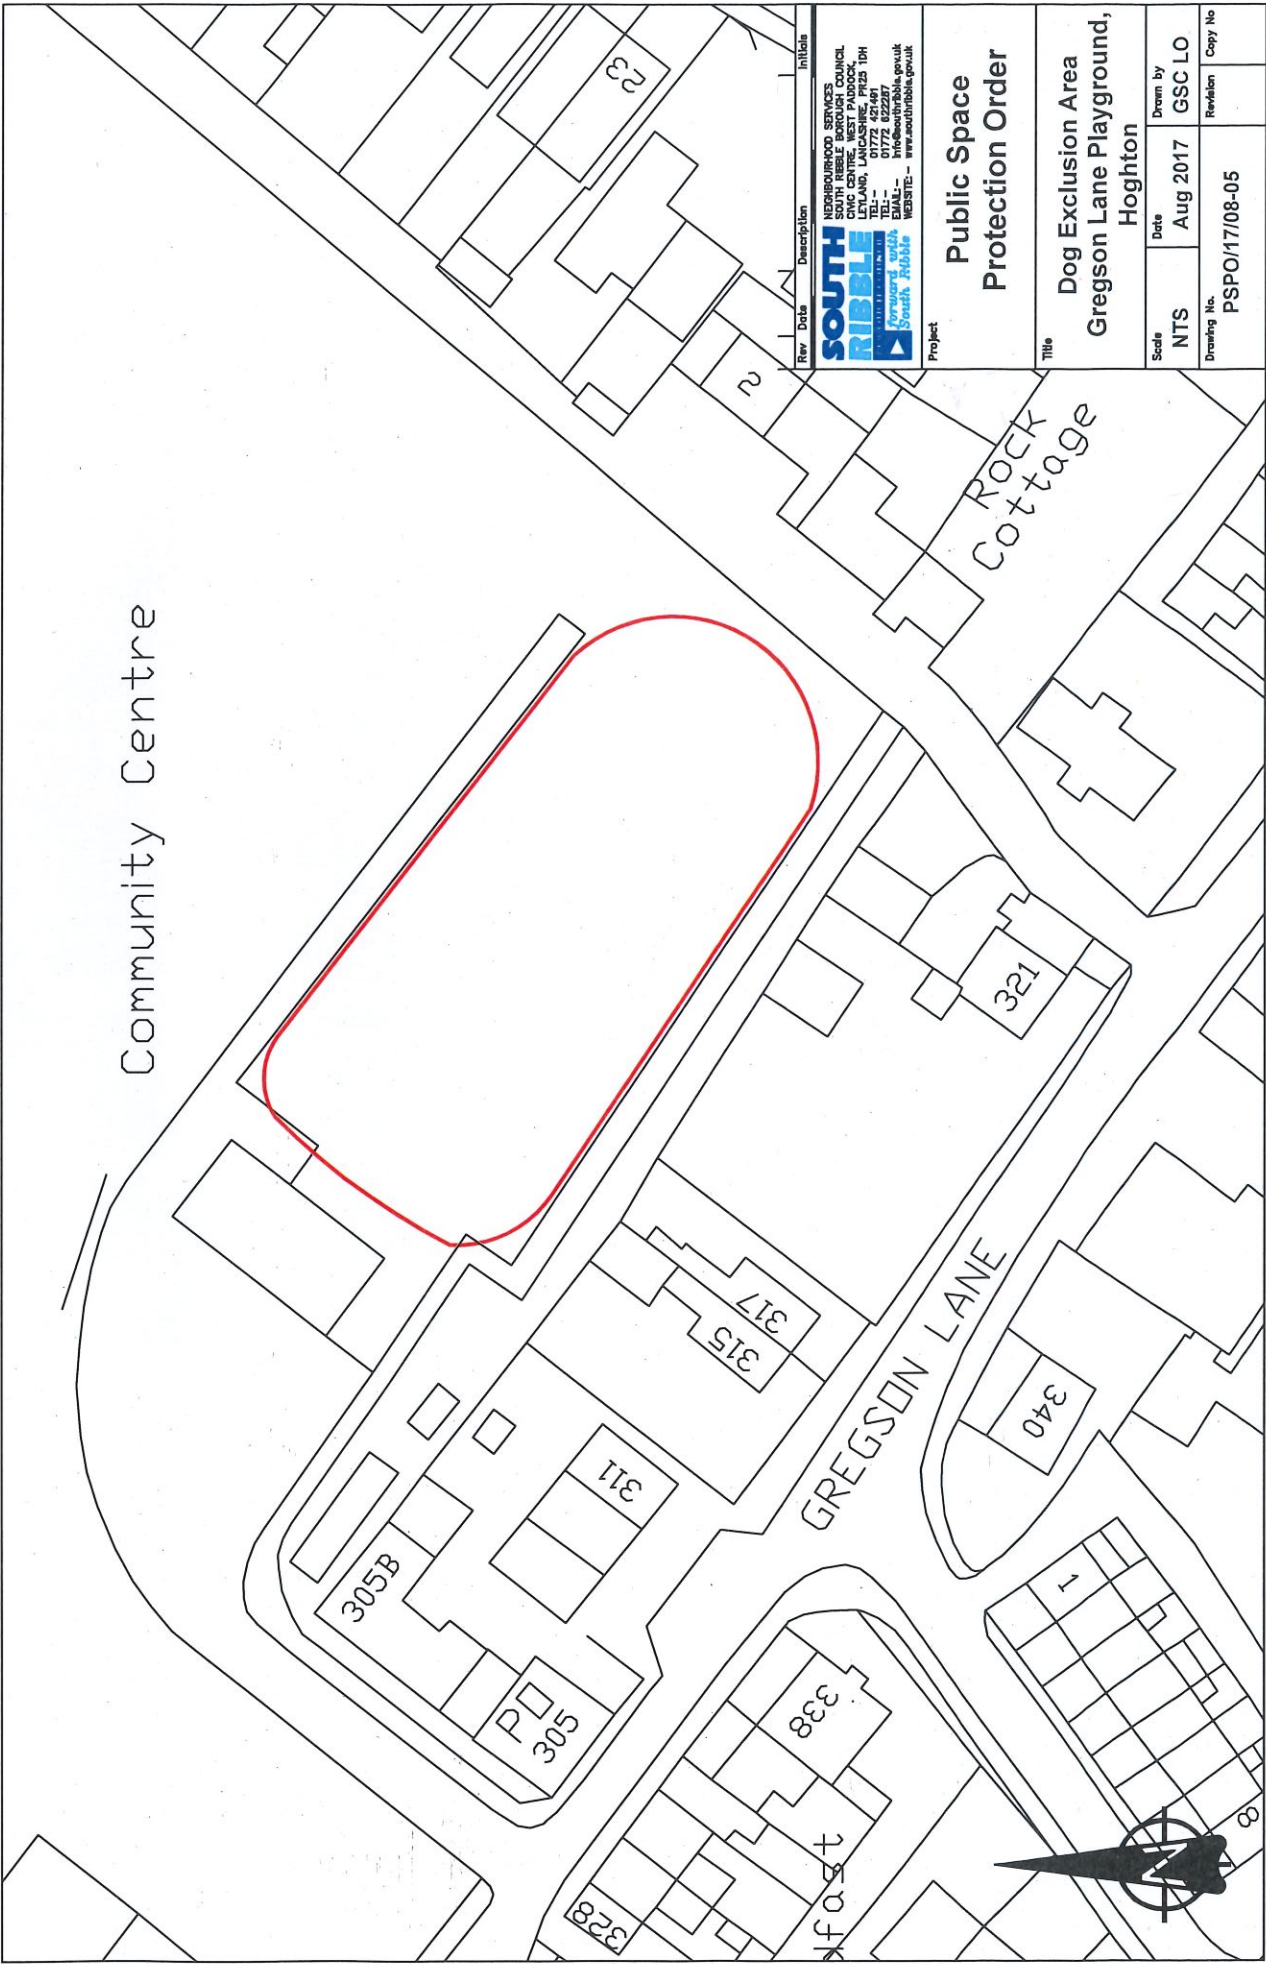 Community Centre
23
2
ROCK
Cottage
321
317
315
311
305B
PO
305
GREGSON LANE
340
338
328
1
8
N
Rev Date Description Initials
SOUTH
RIBBLE
forward with
South Ribble
NEIGHBOURHOOD SERVICES
SOUTH RIBBLE BOROUGH COUNCIL
CIVIC CENTRE, WEST PADDOCK,
LEYLAND, LANCASHIRE, PR25 1DH
TEL:- 01772 421491
TEL:- 01772 622287
EMAIL:- info@southribble.gov.uk
WEBSITE:- www.southribble.gov.uk
Project
Public Space
Protection Order
Title
Dog Exclusion Area
Gregson Lane Playground,
Hoghton
Scale Date Drawn by
NTS Aug 2017 GSC LO
Drawing No. Revision Copy No
PSPO/17/08-05